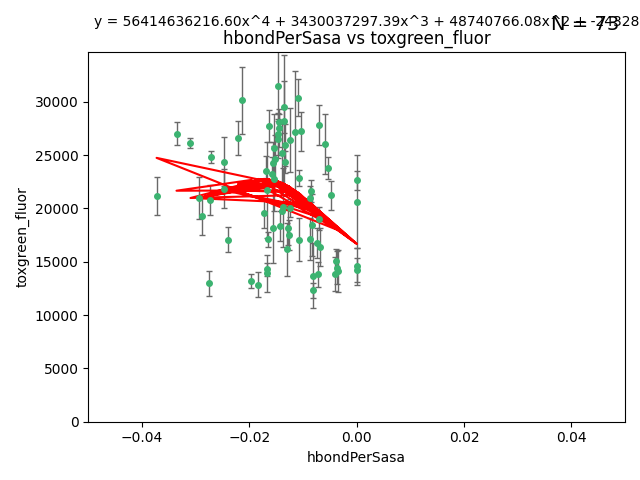 y = 56414636216.60x^4 + 3430037297.39x^3 + 48740766.08x^2 +
N = 73
hbondPerSasa vs toxgreen_fluor
30000
25000
20000
15000
10000
5000
0
toxgreen_fluor
−0.04 −0.02 0.00 0.02 0.04
hbondPerSasa